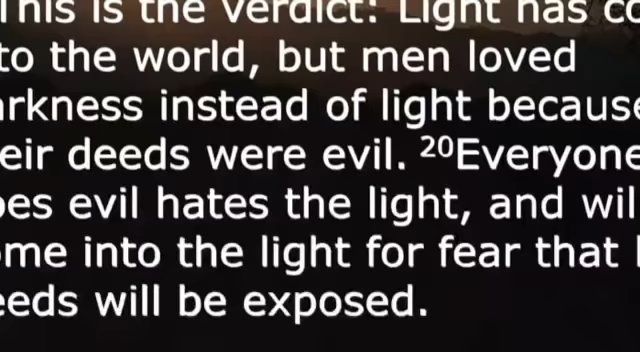 This is the verdict: Light has co
to the world, but men loved
arkness instead of light because
eir deeds were evil. ²⁰Everyone
oes evil hates the light, and wil
ome into the light for fear that
eeds will be exposed.